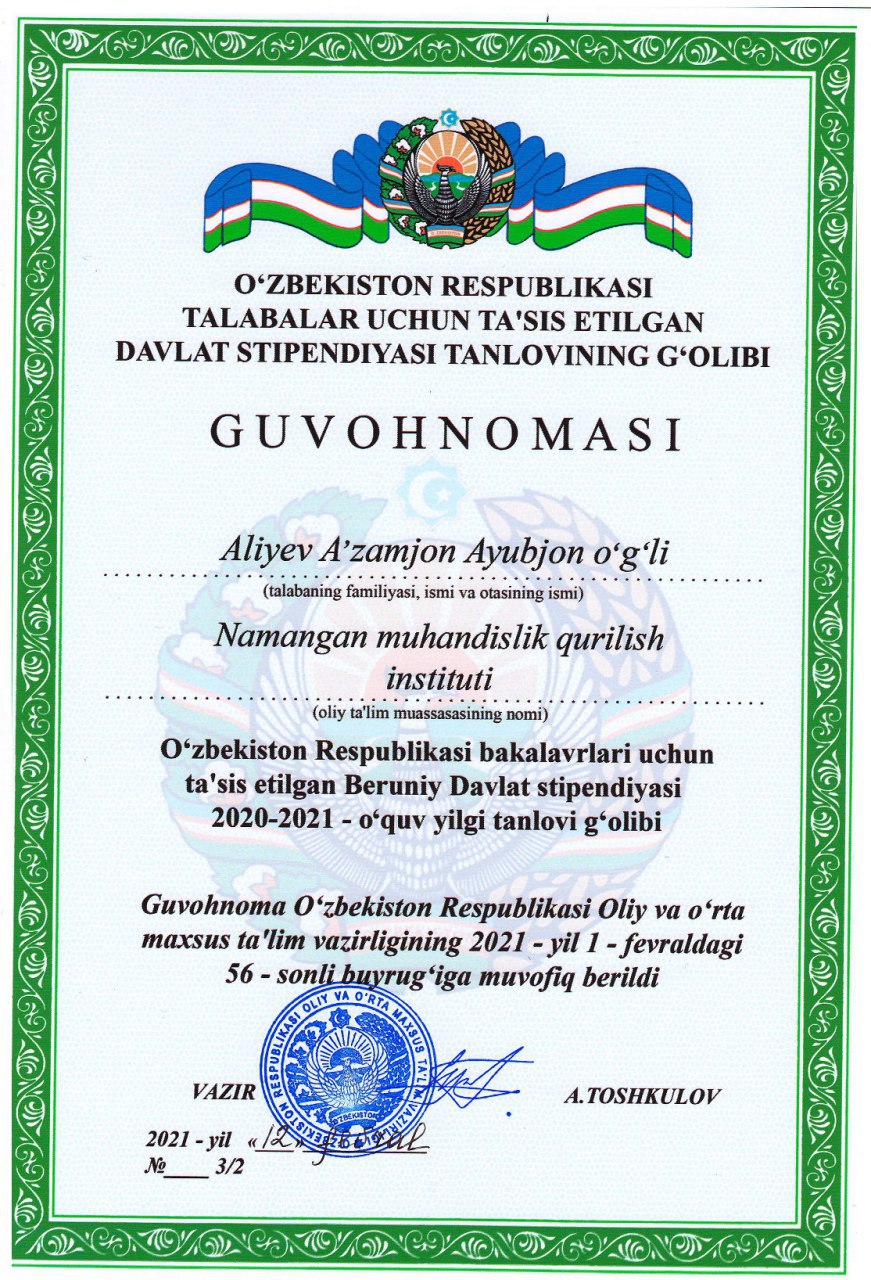 O‘ZBEKISTON RESPUBLIKASI
TALABALAR UCHUN TA'SIS ETILGAN
DAVLAT STIPENDIYASI TANLOVINING G‘OLIBI
GUVOHNOMASI
Aliyev A’zamjon Ayubjon o‘g‘li
(talabaning familiyasi, ismi va otasining ismi)
Namangan muhandislik qurilish
instituti
(oliy ta'lim muassasasining nomi)
O‘zbekiston Respublikasi bakalavrlari uchun
ta'sis etilgan Beruniy Davlat stipendiyasi
2020-2021 - o‘quv yilgi tanlovi g‘olibi
Guvohnoma O‘zbekiston Respublikasi Oliy va o‘rta
maxsus ta'lim vazirligining 2021 - yil 1 - fevraldagi
56 - sonli buyrug‘iga muvofiq berildi
O‘ZBEKISTON RESPUBLIKASI OLIY VA O‘RTA MAXSUS TA'LIM VAZIRLIGI
O‘ZBEKISTON
VAZIR A.TOSHKULOV
2021 - yil «12» fevral
№____ 3/2